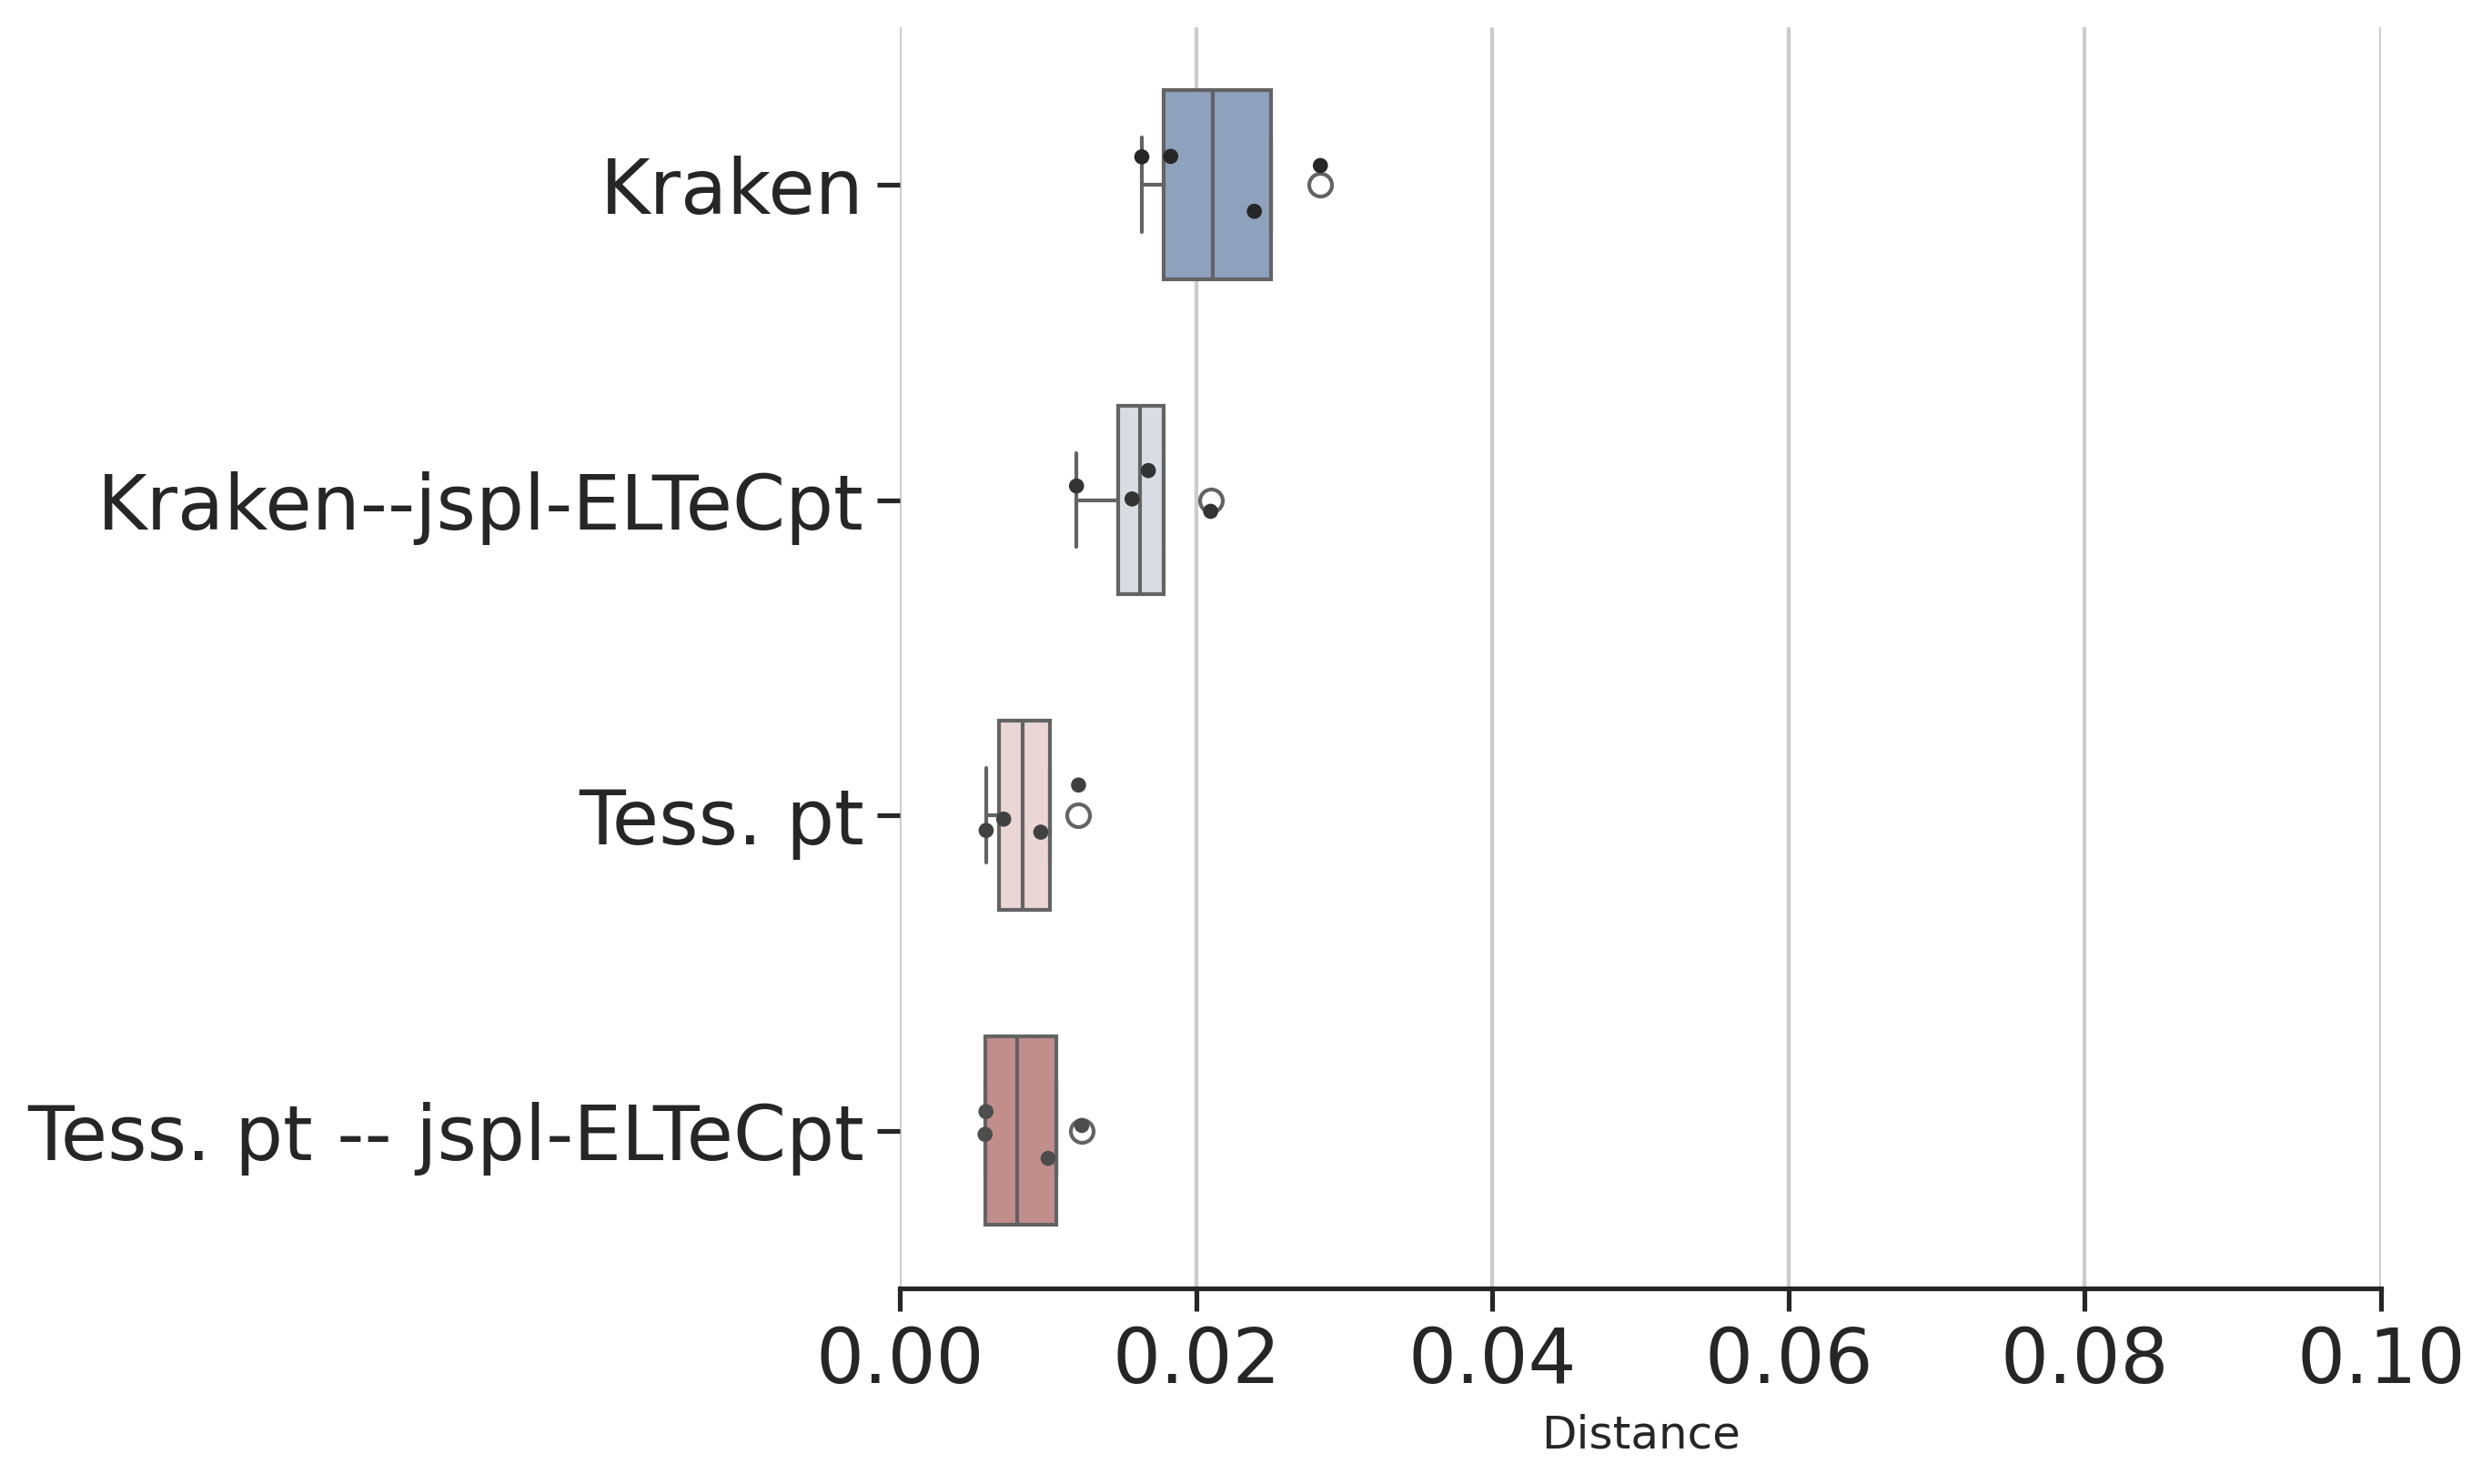 Kraken
Kraken--jspl-ELTeCpt
Tess. pt
Tess. pt -- jspl-ELTeCpt
0.00 0.02 0.04 0.06 0.08 0.10
Distance